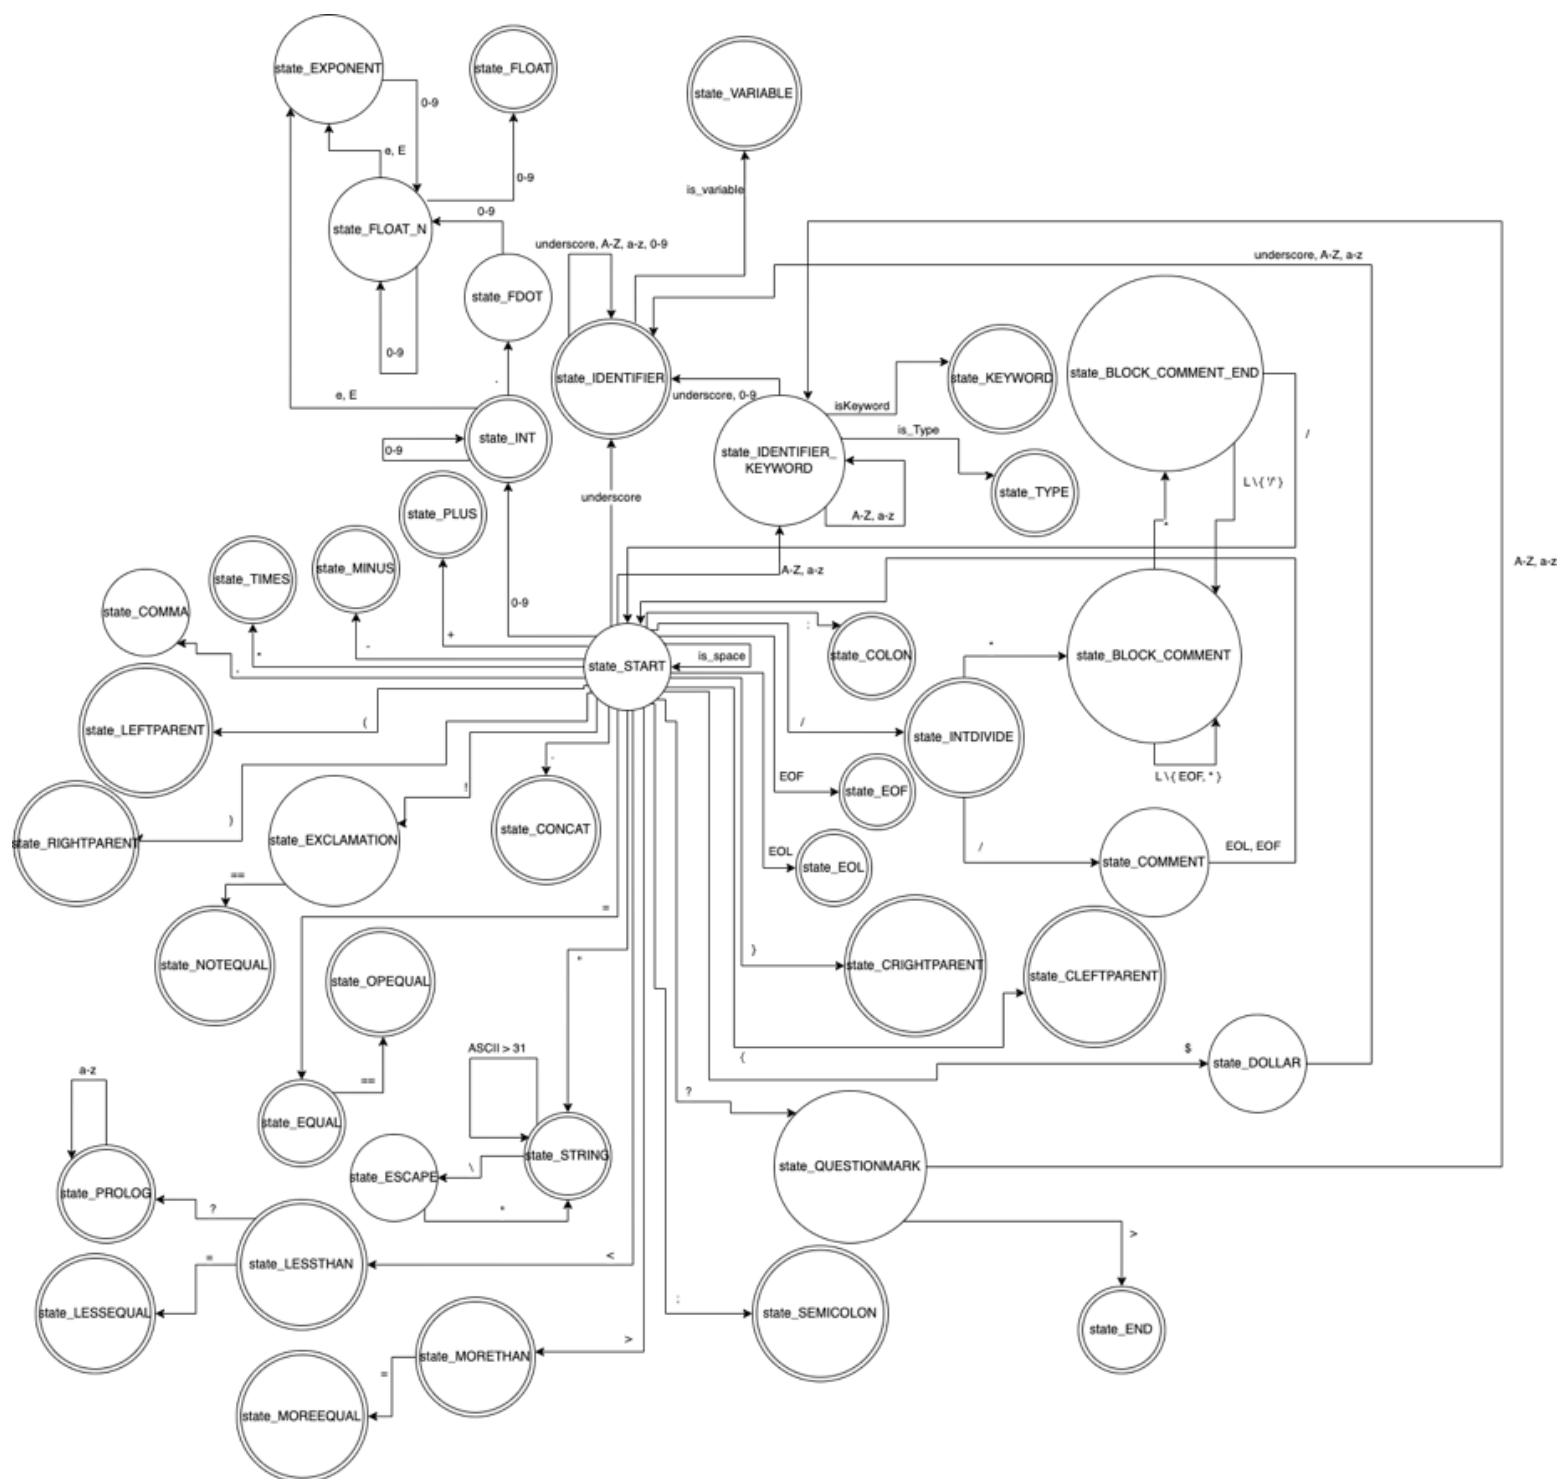 state_EXPONENT
state_FLOAT
state_VARIABLE
0-9
e, E
0-9
is_variable
0-9
state_FLOAT_N
underscore, A-Z, a-z, 0-9
underscore, A-Z, a-z
state_FDOT
0-9
.
state_IDENTIFIER
state_KEYWORD
state_BLOCK_COMMENT_END
underscore, 0-9
e, E
isKeyword
is_Type
/
state_INT
0-9
state_IDENTIFIER_
KEYWORD
L \ { '/' }
state_TYPE
underscore
state_PLUS
A-Z, a-z
*
A-Z, a-z
state_MINUS
A-Z, a-z
state_TIMES
0-9
state_COMMA
:
+
-
*
,
is_space
state_COLON
*
state_BLOCK_COMMENT
state_START
(
/
state_LEFTPARENT
state_INTDIVIDE
.
EOF
L \ { EOF, * }
!
state_EOF
)
state_RIGHTPARENT
state_EXCLAMATION
state_CONCAT
EOL
/
EOL, EOF
state_EOL
state_COMMENT
==
=
}
"
state_NOTEQUAL
state_OPEQUAL
state_CRIGHTPARENT
state_CLEFTPARENT
ASCII > 31
{
$
state_DOLLAR
a-z
==
?
state_EQUAL
state_STRING
\
state_ESCAPE
state_QUESTIONMARK
state_PROLOG
?
"
>
=
<
state_LESSTHAN
;
state_LESSEQUAL
state_SEMICOLON
state_END
>
state_MORETHAN
=
state_MOREEQUAL